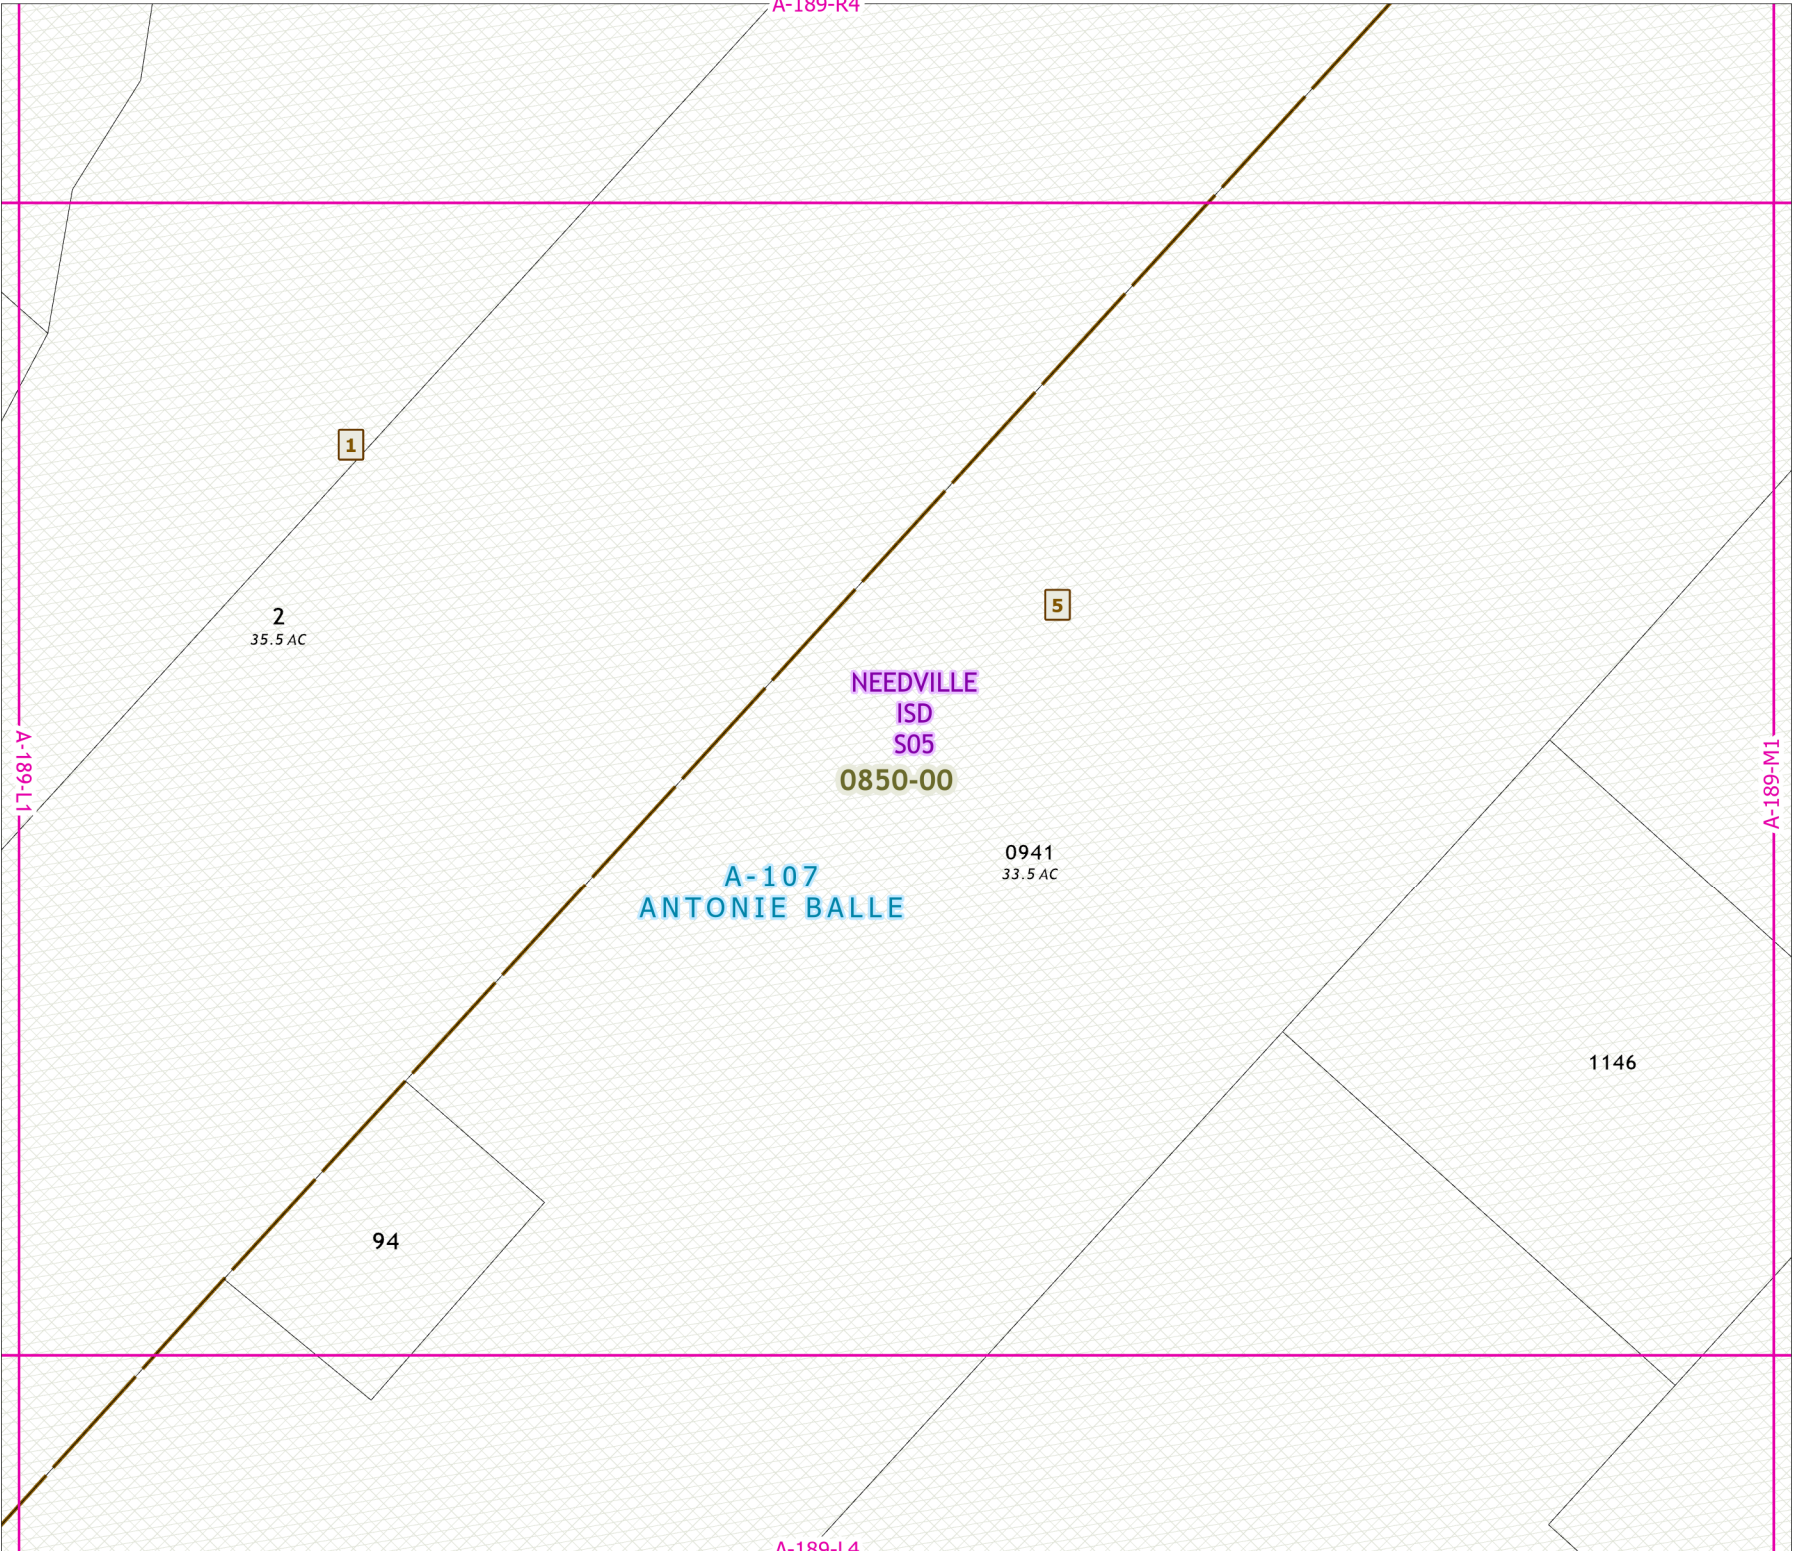 A-189-R4
1
2
35.5 AC
5
NEEDVILLE
ISD
S05
0850-00
A-189-L1
A-189-M1
0941
33.5 AC
A-107
ANTONIE BALLE
1146
94
A-189-L4